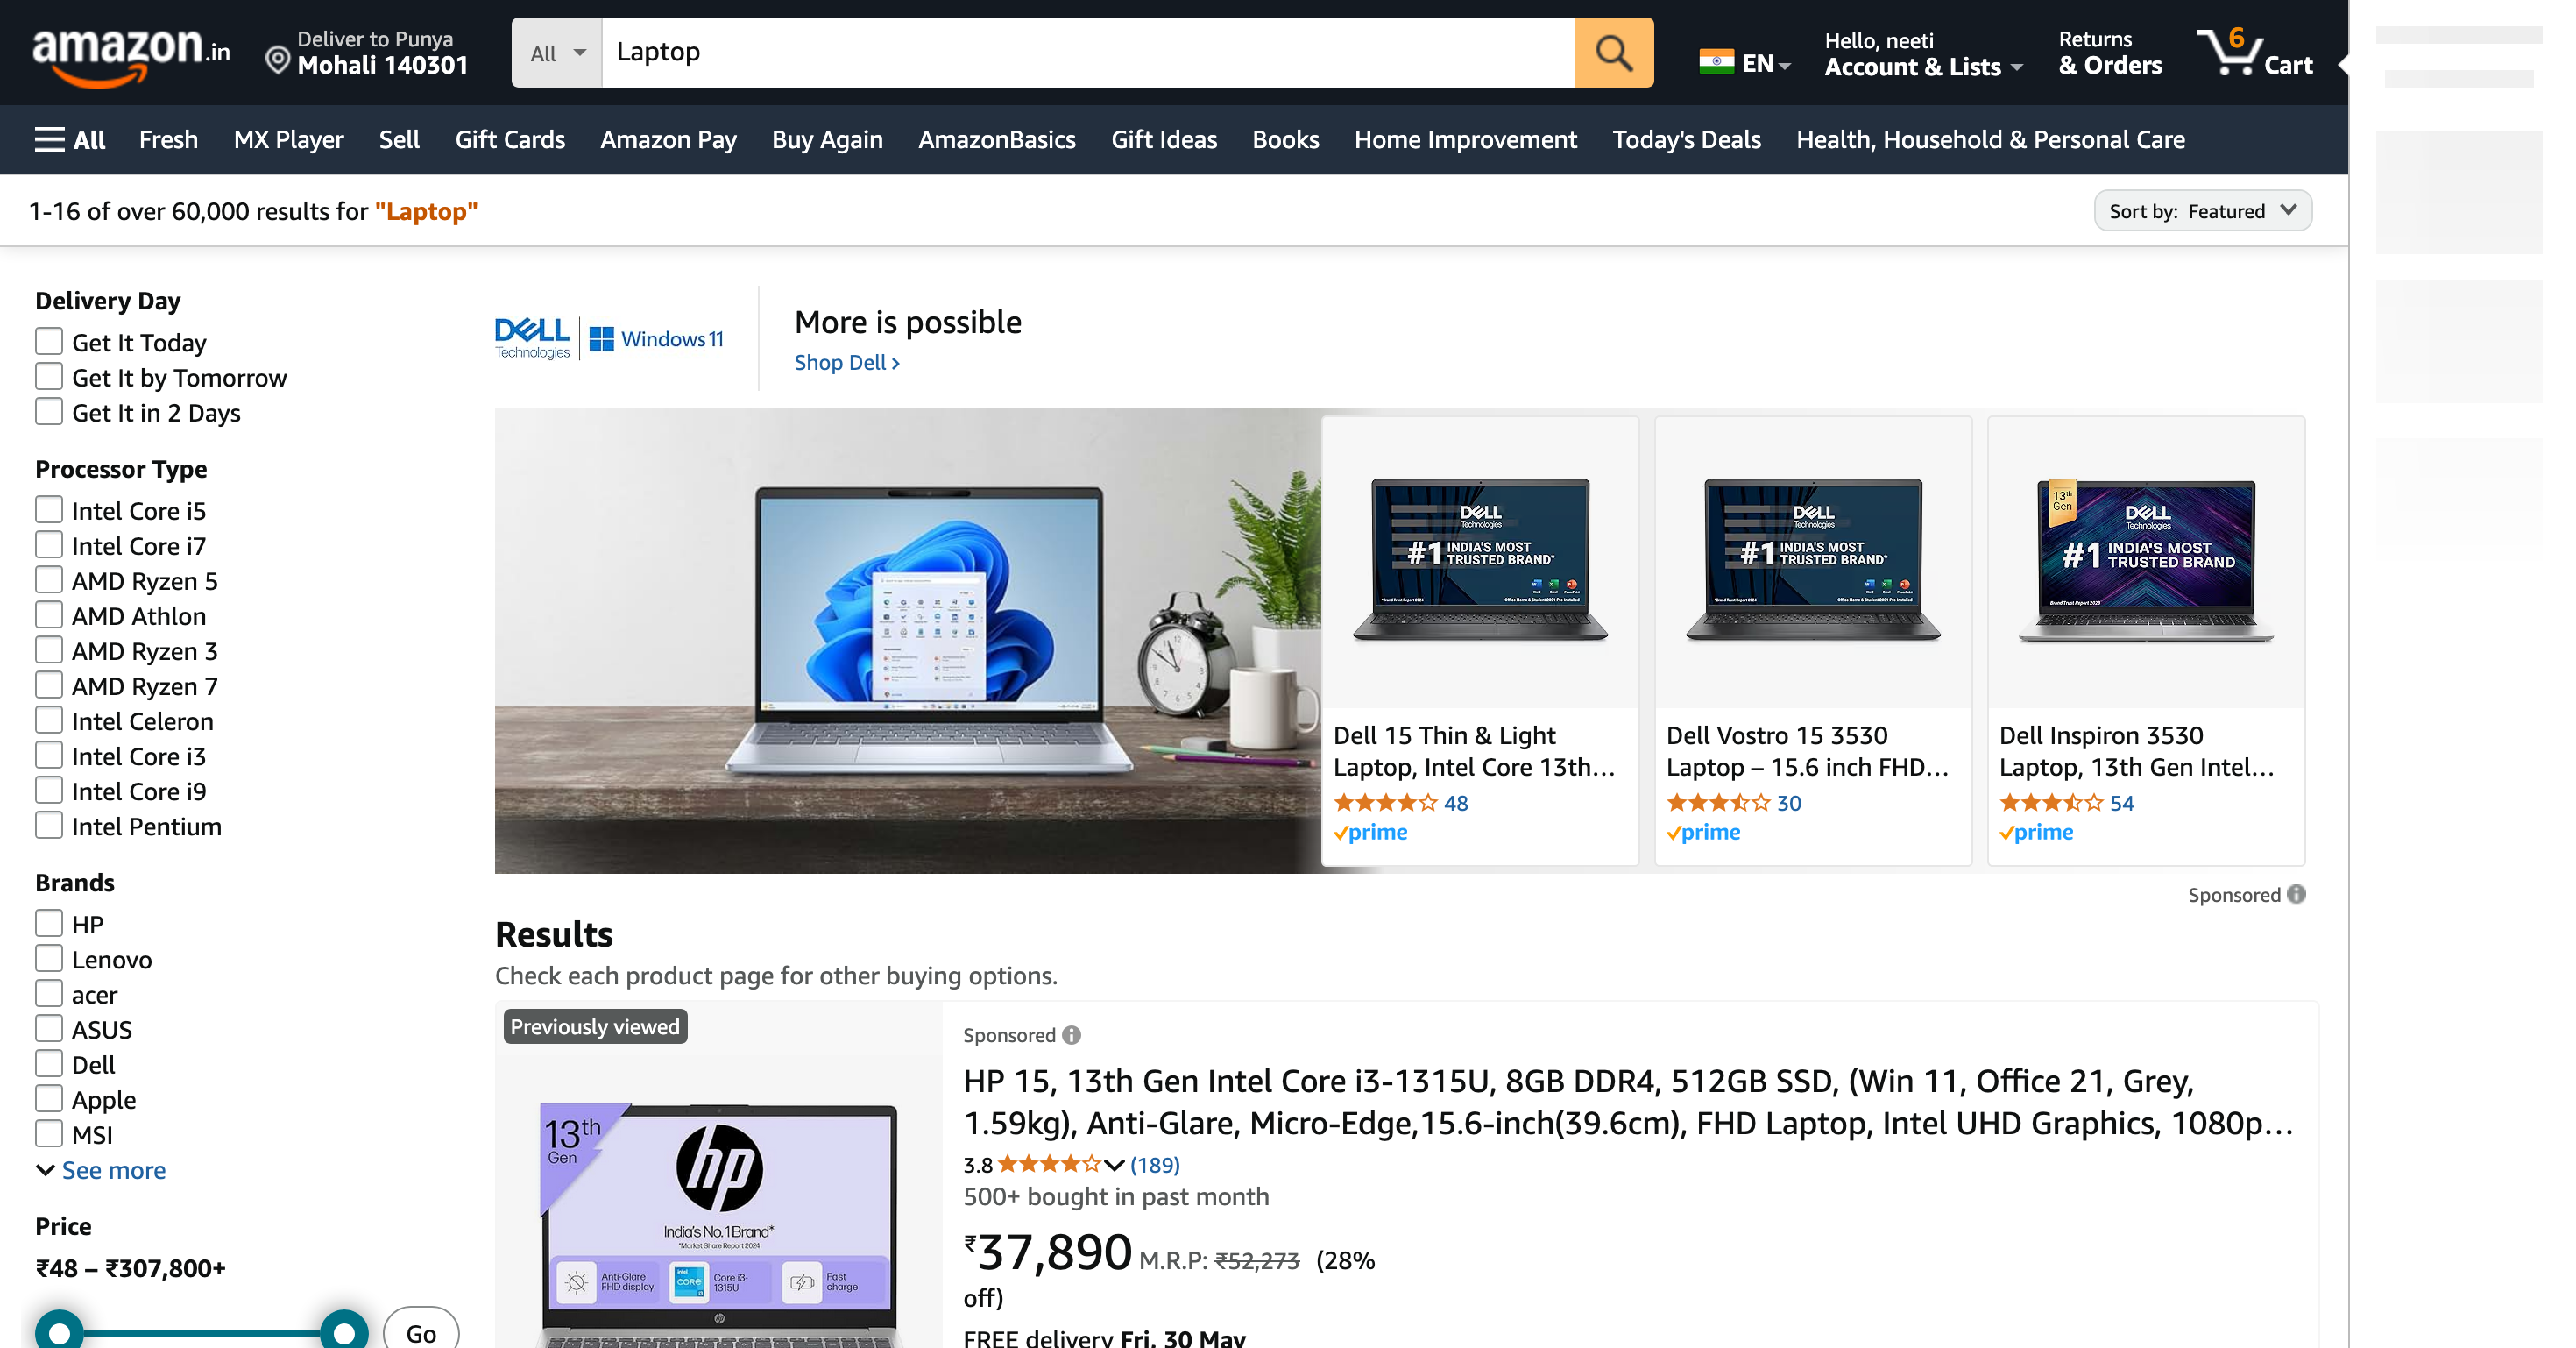 amazon.in
Deliver to Punya
Mohali 140301
All
Laptop
EN
Hello, neeti
Account & Lists
Returns
& Orders
6
Cart
All
Fresh
MX Player
Sell
Gift Cards
Amazon Pay
Buy Again
AmazonBasics
Gift Ideas
Books
Home Improvement
Today's Deals
Health, Household & Personal Care
1-16 of over 60,000 results for "Laptop"
Sort by: Featured
Delivery Day
Get It Today
Get It by Tomorrow
Get It in 2 Days
Processor Type
Intel Core i5
Intel Core i7
AMD Ryzen 5
AMD Athlon
AMD Ryzen 3
AMD Ryzen 7
Intel Celeron
Intel Core i3
Intel Core i9
Intel Pentium
Brands
HP
Lenovo
acer
ASUS
Dell
Apple
MSI
See more
Price
₹48 – ₹307,800+
Go
DELL
Technologies
Windows 11
More is possible
Shop Dell ›
DELL
Technologies
#1 INDIA'S MOST
TRUSTED BRAND*
Dell 15 Thin & Light
Laptop, Intel Core 13th…
48
prime
DELL
Technologies
#1 INDIA'S MOST
TRUSTED BRAND*
Dell Vostro 15 3530
Laptop – 15.6 inch FHD…
30
prime
13th
Gen
DELL
Technologies
#1 INDIA'S MOST
TRUSTED BRAND
Brand Trust Report 2023
Dell Inspiron 3530
Laptop, 13th Gen Intel…
54
prime
Sponsored
Results
Check each product page for other buying options.
Previously viewed
13th
Gen
hp
India's No.1 Brand*
*Market Share Report 2024
Anti-Glare
FHD display
intel
CORE
Core i3-
1315U
Fast
charge
Sponsored
HP 15, 13th Gen Intel Core i3-1315U, 8GB DDR4, 512GB SSD, (Win 11, Office 21, Grey,
1.59kg), Anti-Glare, Micro-Edge,15.6-inch(39.6cm), FHD Laptop, Intel UHD Graphics, 1080p…
3.8 (189)
500+ bought in past month
₹37,890 M.R.P: ₹52,273 (28%
off)
FREE delivery Fri, 30 May